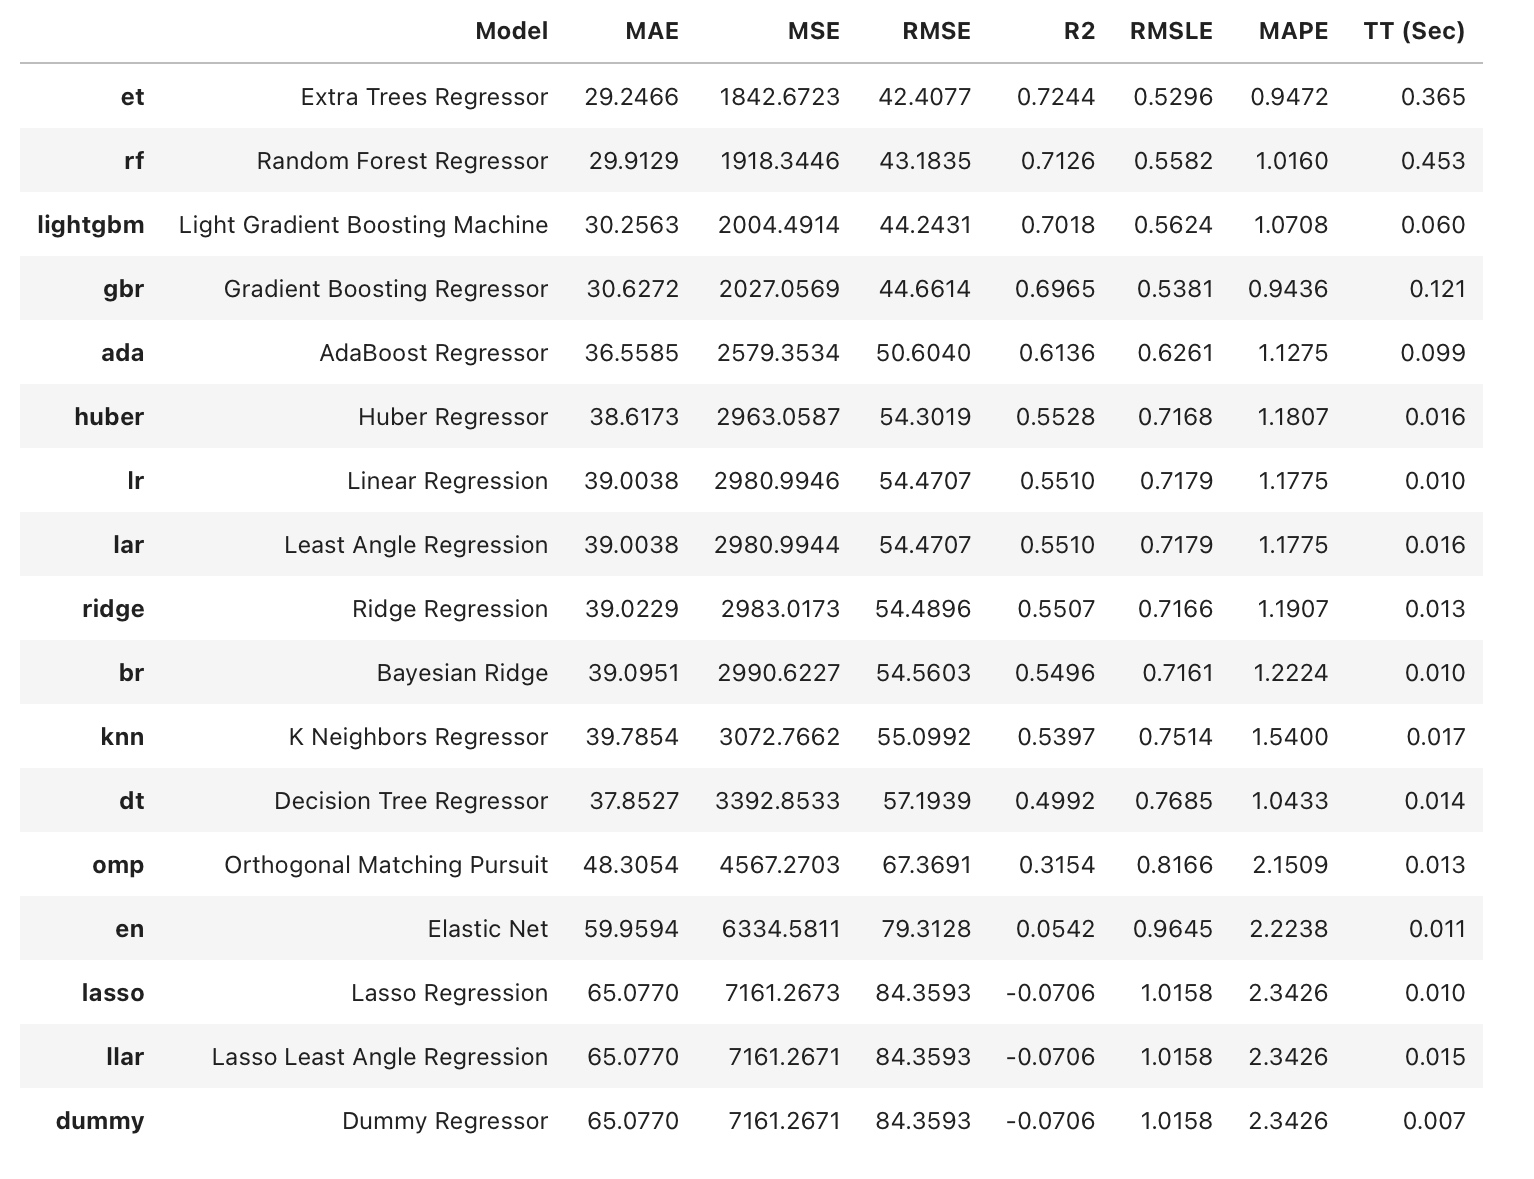 Model MAE MSE RMSE R2 RMSLE MAPE TT (Sec)
et Extra Trees Regressor 29.2466 1842.6723 42.4077 0.7244 0.5296 0.9472 0.365
rf Random Forest Regressor 29.9129 1918.3446 43.1835 0.7126 0.5582 1.0160 0.453
lightgbm Light Gradient Boosting Machine 30.2563 2004.4914 44.2431 0.7018 0.5624 1.0708 0.060
gbr Gradient Boosting Regressor 30.6272 2027.0569 44.6614 0.6965 0.5381 0.9436 0.121
ada AdaBoost Regressor 36.5585 2579.3534 50.6040 0.6136 0.6261 1.1275 0.099
huber Huber Regressor 38.6173 2963.0587 54.3019 0.5528 0.7168 1.1807 0.016
lr Linear Regression 39.0038 2980.9946 54.4707 0.5510 0.7179 1.1775 0.010
lar Least Angle Regression 39.0038 2980.9944 54.4707 0.5510 0.7179 1.1775 0.016
ridge Ridge Regression 39.0229 2983.0173 54.4896 0.5507 0.7166 1.1907 0.013
br Bayesian Ridge 39.0951 2990.6227 54.5603 0.5496 0.7161 1.2224 0.010
knn K Neighbors Regressor 39.7854 3072.7662 55.0992 0.5397 0.7514 1.5400 0.017
dt Decision Tree Regressor 37.8527 3392.8533 57.1939 0.4992 0.7685 1.0433 0.014
omp Orthogonal Matching Pursuit 48.3054 4567.2703 67.3691 0.3154 0.8166 2.1509 0.013
en Elastic Net 59.9594 6334.5811 79.3128 0.0542 0.9645 2.2238 0.011
lasso Lasso Regression 65.0770 7161.2673 84.3593 -0.0706 1.0158 2.3426 0.010
llar Lasso Least Angle Regression 65.0770 7161.2671 84.3593 -0.0706 1.0158 2.3426 0.015
dummy Dummy Regressor 65.0770 7161.2671 84.3593 -0.0706 1.0158 2.3426 0.007